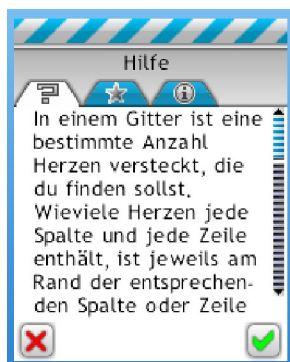 Hilfe
In einem Gitter ist eine
bestimmte Anzahl
Herzen versteckt, die
du finden sollst.
Wieviele Herzen jede
Spalte und jede Zeile
enthält, ist jeweils am
Rand der entsprechen-
den Spalte oder Zeile